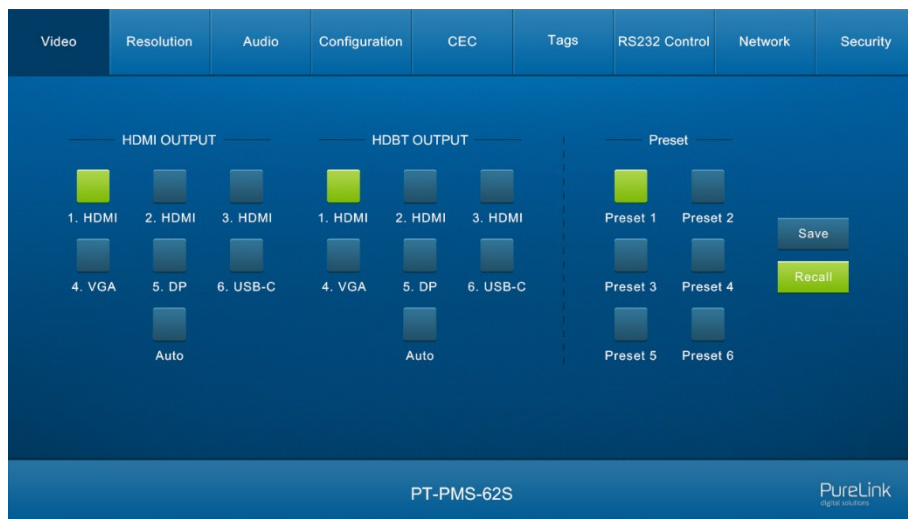 Video Resolution Audio Configuration CEC Tags RS232 Control Network Security
HDMI OUTPUT HDBT OUTPUT Preset
1. HDMI 2. HDMI 3. HDMI 1. HDMI 2. HDMI 3. HDMI Preset 1 Preset 2
Save
Recall
4. VGA 5. DP 6. USB-C 4. VGA 5. DP 6. USB-C Preset 3 Preset 4
Auto Auto Preset 5 Preset 6
PT-PMS-62S
PureLink
digital solutions